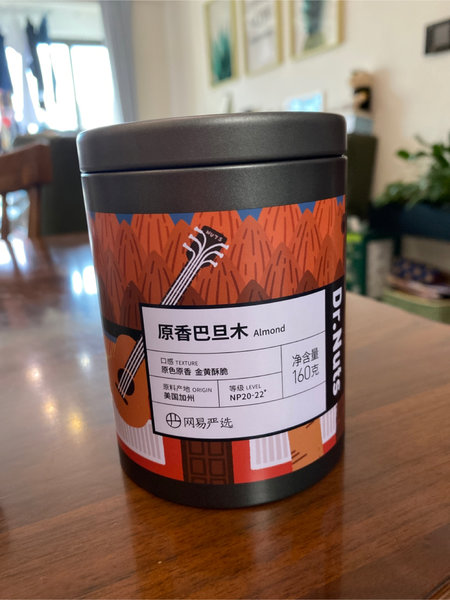 原香巴旦木 Almond
口感 TEXTURE
原色原香 金黄酥脆
原料产地 ORIGIN
美国加州
等级 LEVEL
NP20-22*
网易严选
净含量
160克
Dr.Nuts